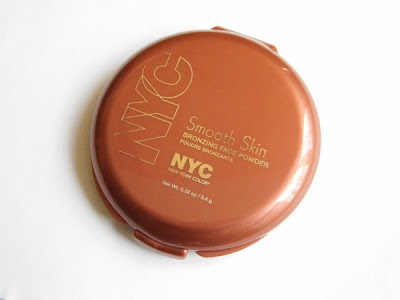 NYC
Smooth Skin
BRONZING FACE POWDER
POUDRE BRONZANTE
NYC
NEW YORK COLOR®
Net Wt. 0.33 oz / 9.4 g